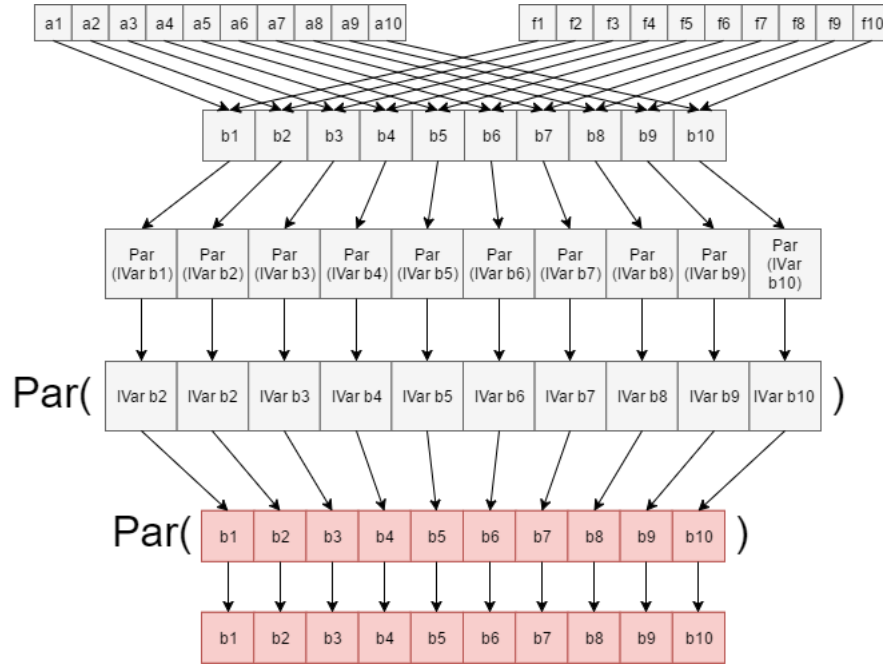 a1 a2 a3 a4 a5 a6 a7 a8 a9 a10 f1 f2 f3 f4 f5 f6 f7 f8 f9 f10
b1 b2 b3 b4 b5 b6 b7 b8 b9 b10
Par (IVar b1) Par (IVar b2) Par (IVar b3) Par (IVar b4) Par (IVar b5) Par (IVar b6) Par (IVar b7) Par (IVar b8) Par (IVar b9) Par (IVar b10)
Par( IVar b2 IVar b2 IVar b3 IVar b4 IVar b5 IVar b6 IVar b7 IVar b8 IVar b9 IVar b10 )
Par( b1 b2 b3 b4 b5 b6 b7 b8 b9 b10 )
b1 b2 b3 b4 b5 b6 b7 b8 b9 b10